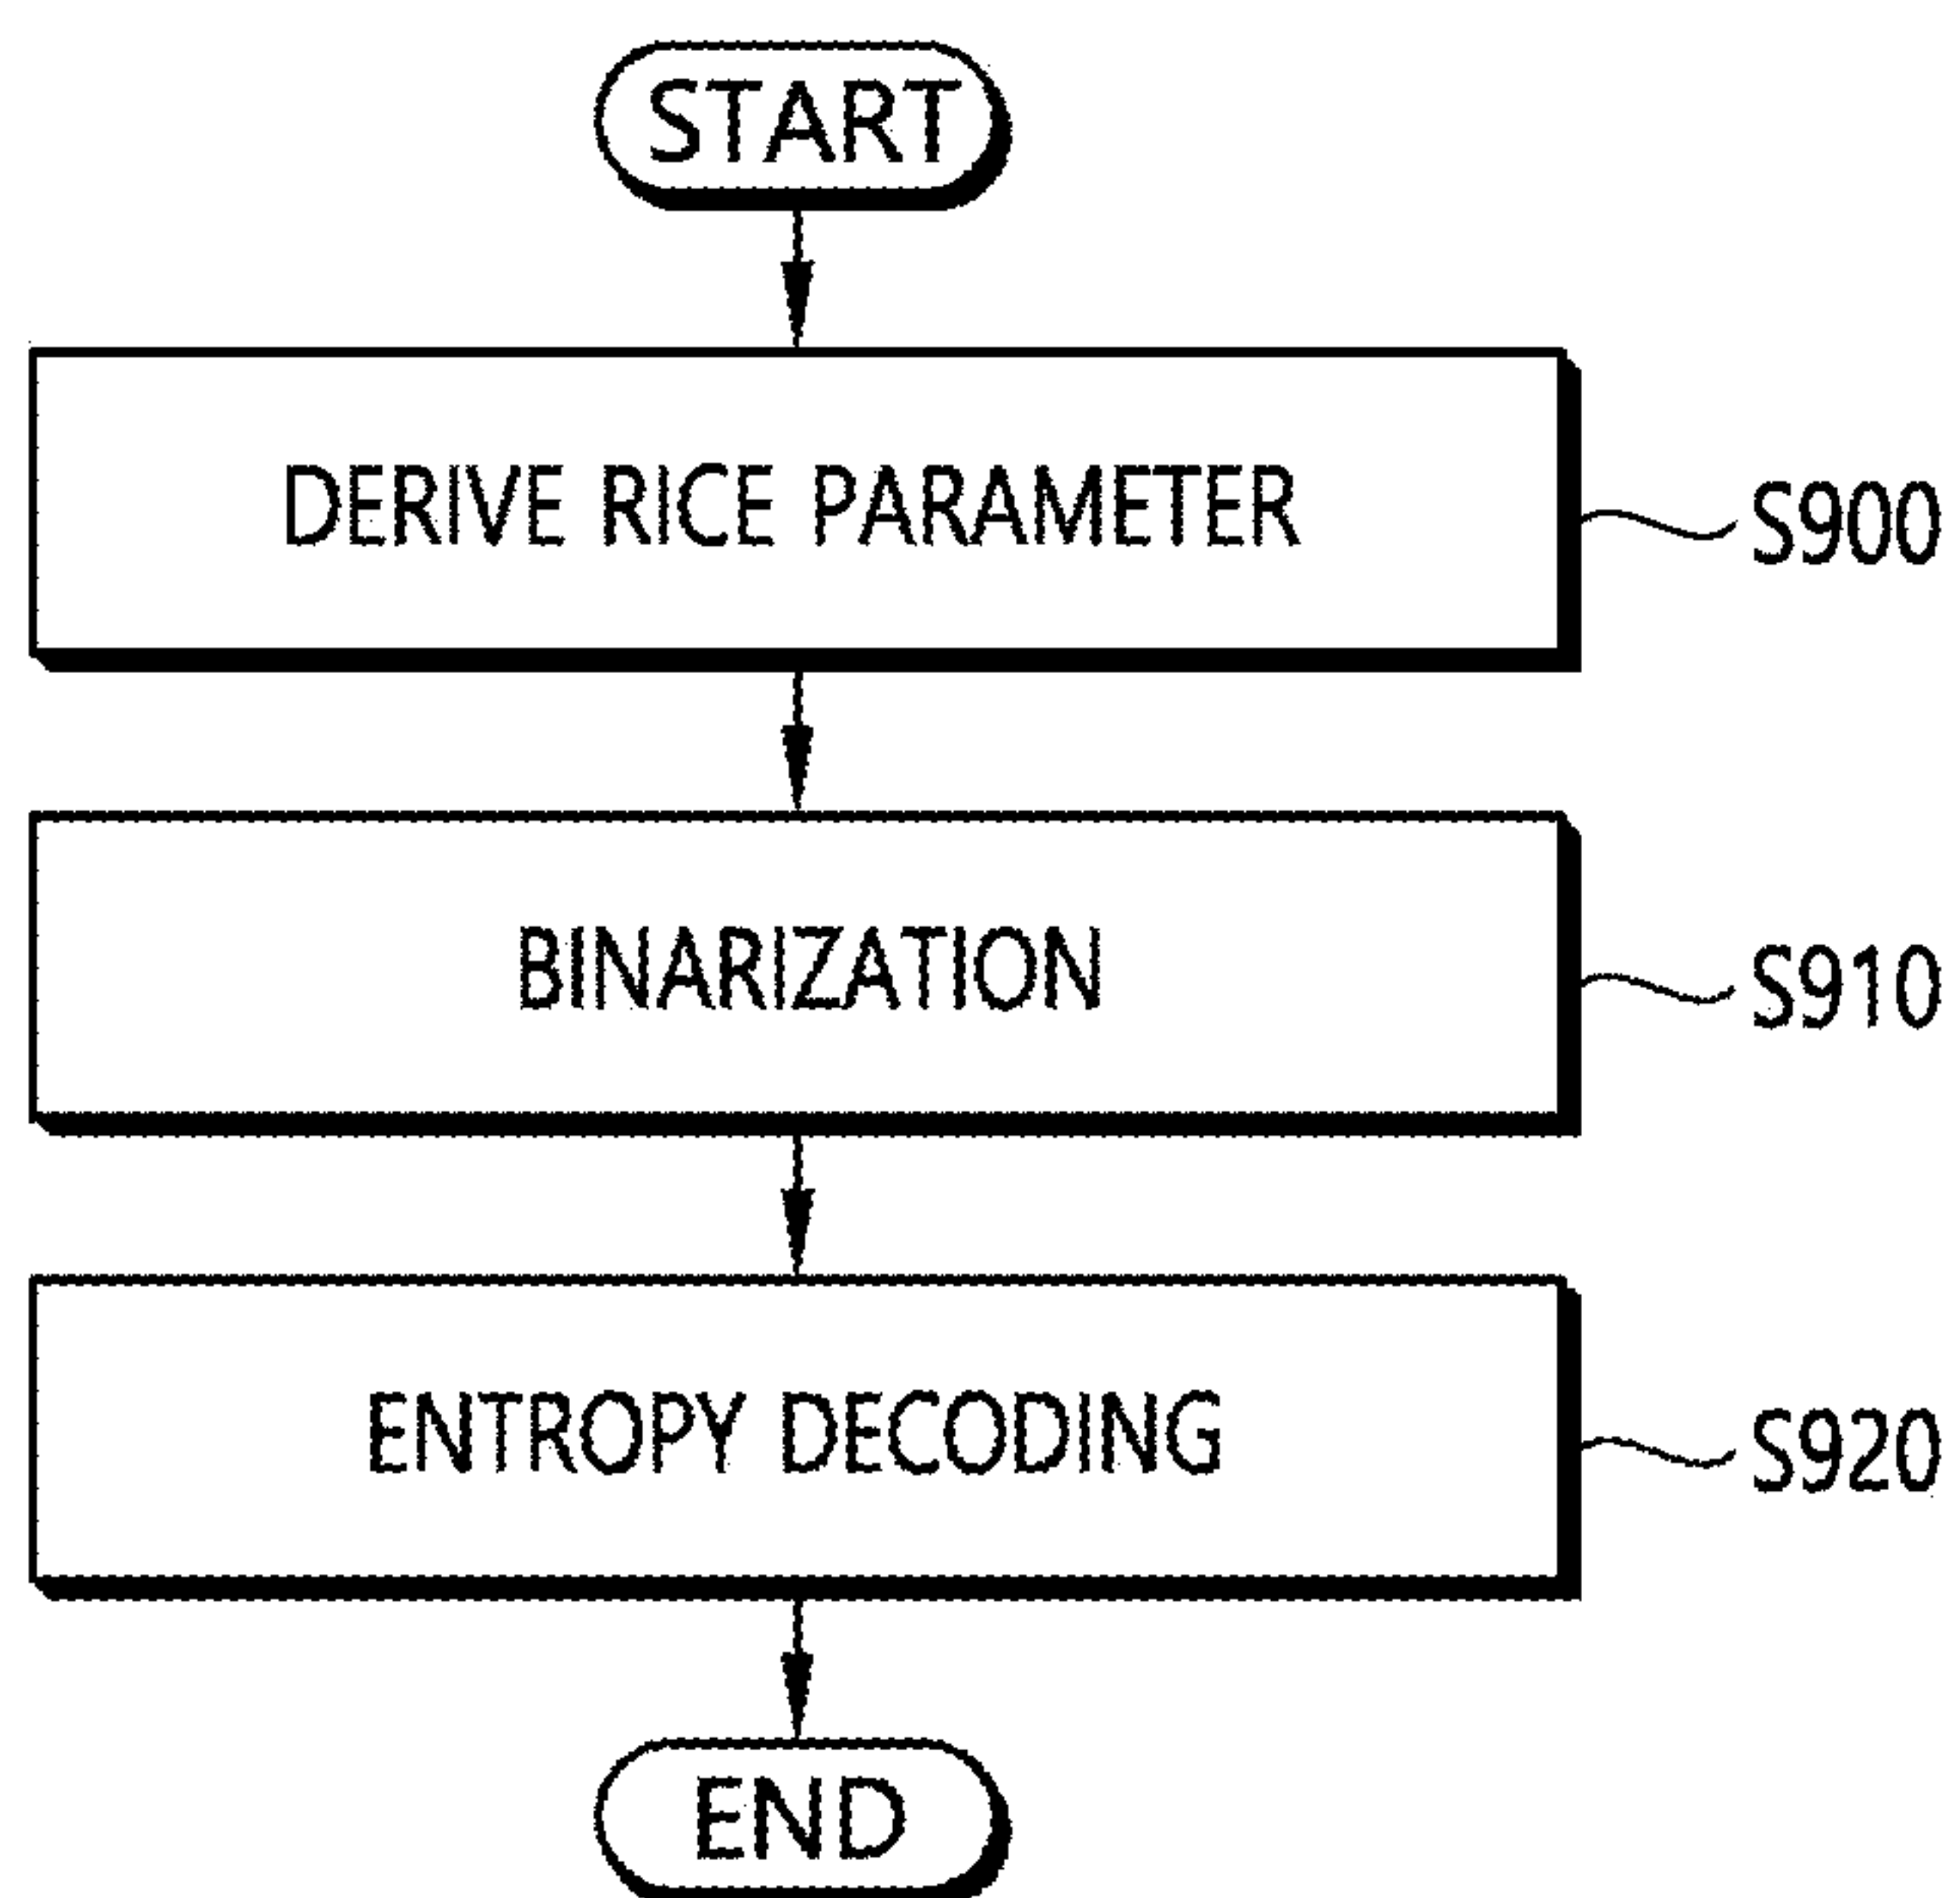 START
DERIVE RICE PARAMETER
S900
BINARIZATION
S910
ENTROPY DECODING
S920
END